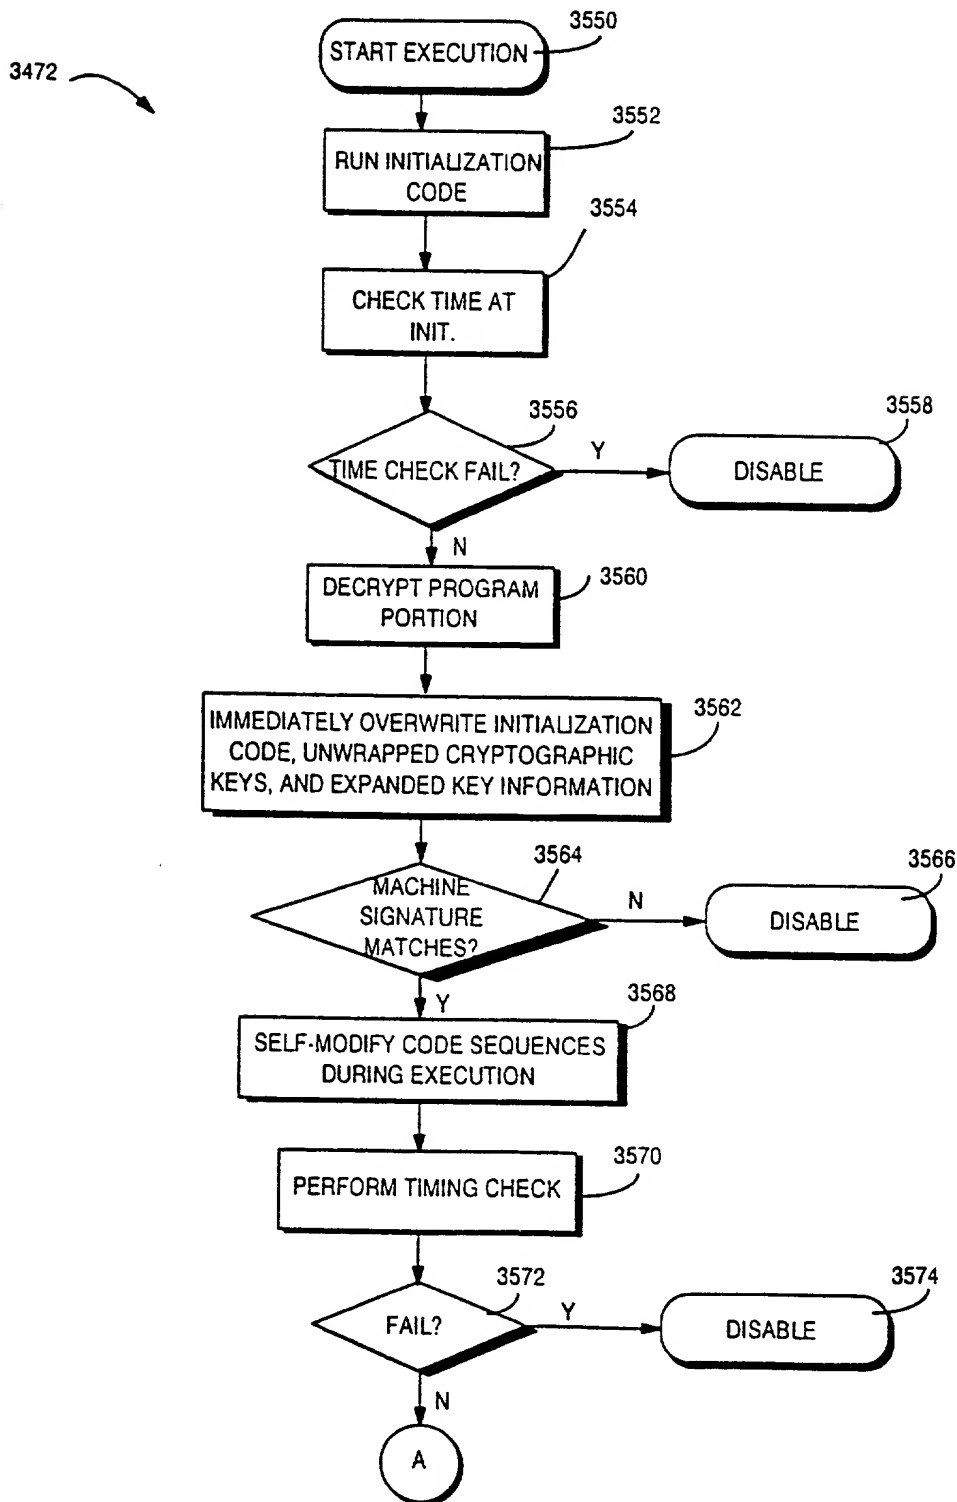 3550
START EXECUTION
3472
3552
RUN INITIALIZATION
CODE
3554
CHECK TIME AT
INIT.
3556
TIME CHECK FAIL?
Y
3558
DISABLE
N
3560
DECRYPT PROGRAM
PORTION
3562
IMMEDIATELY OVERWRITE INITIALIZATION
CODE, UNWRAPPED CRYPTOGRAPHIC
KEYS, AND EXPANDED KEY INFORMATION
3564
MACHINE
SIGNATURE
MATCHES?
N
3566
DISABLE
Y
3568
SELF-MODIFY CODE SEQUENCES
DURING EXECUTION
3570
PERFORM TIMING CHECK
3572
FAIL?
Y
3574
DISABLE
N
A